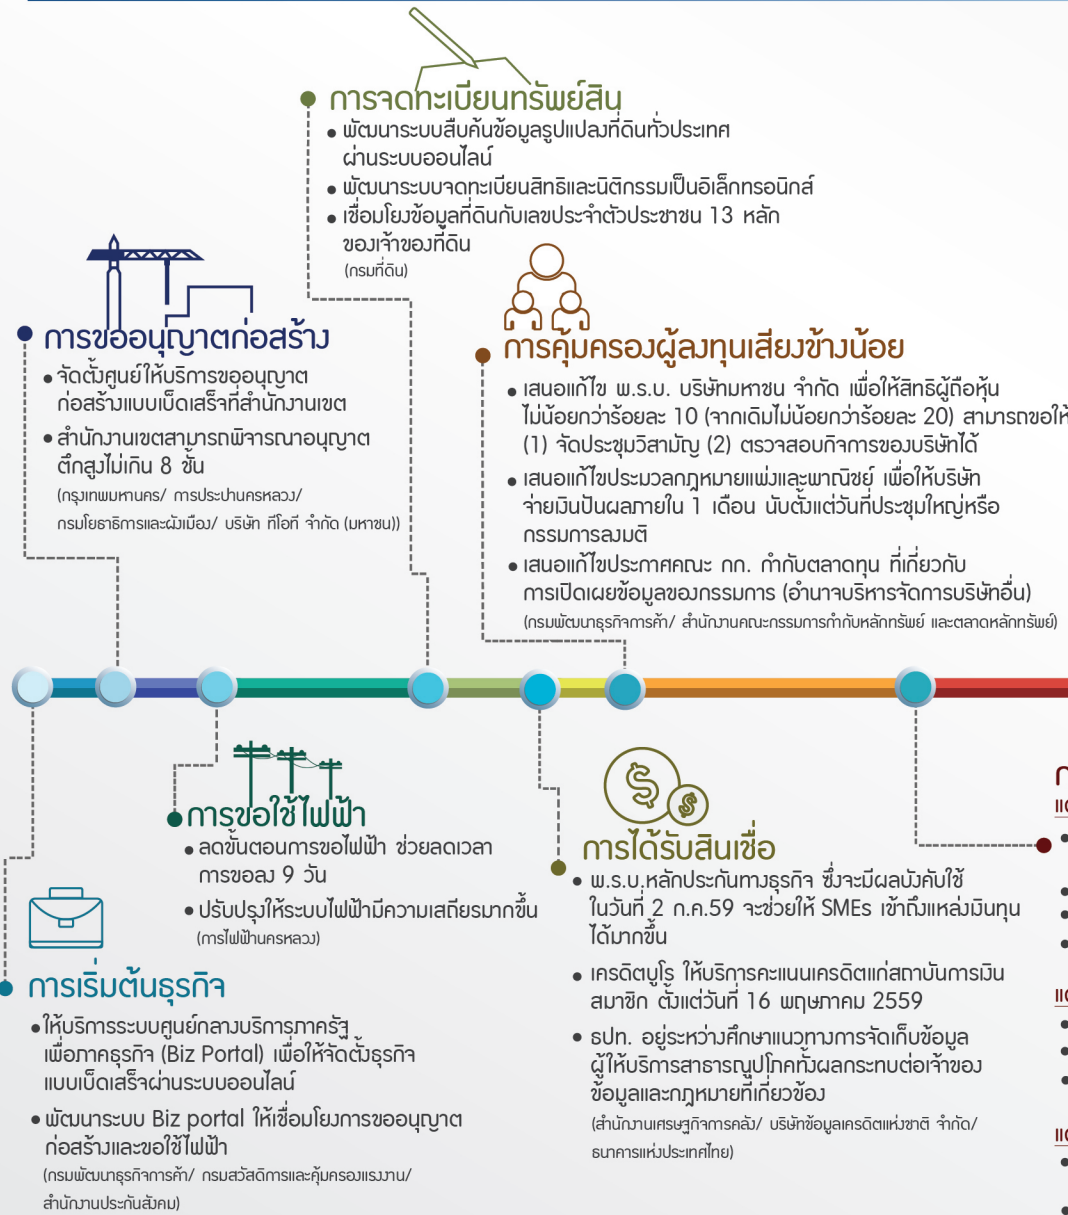 การจดทะเบียนทรัพย์สิน
• พัฒนาระบบสืบค้นข้อมูลรูปแปลงที่ดินทั่วประเทศ
ผ่านระบบออนไลน์
• พัฒนาระบบจดทะเบียนสิทธิและนิติกรรมเป็นอิเล็กทรอนิกส์
• เชื่อมโยงข้อมูลที่ดินกับเลขประจำตัวประชาชน 13 หลัก
ของเจ้าของที่ดิน
(กรมที่ดิน)
การขออนุญาตก่อสร้าง
• จัดตั้งศูนย์ให้บริการขออนุญาต
ก่อสร้างแบบเบ็ดเสร็จที่สำนักงานเขต
• สำนักงานเขตสามารถพิจารณาอนุญาต
ตึกสูงไม่เกิน 8 ชั้น
(กรุงเทพมหานคร/ การประปานครหลวง/
กรมโยธาธิการและผังเมือง/ บริษัท ทีโอที จำกัด (มหาชน))
การคุ้มครองผู้ลงทุนเสียงข้างน้อย
• เสนอแก้ไข พ.ร.บ. บริษัทมหาชน จำกัด เพื่อให้สิทธิผู้ถือหุ้น
ไม่น้อยกว่าร้อยละ 10 (จากเดิมไม่น้อยกว่าร้อยละ 20) สามารถขอให้
(1) จัดประชุมวิสามัญ (2) ตรวจสอบกิจการของบริษัทได้
• เสนอแก้ไขประมวลกฎหมายแพ่งและพาณิชย์ เพื่อให้บริษัท
จ่ายเงินปันผลภายใน 1 เดือน นับตั้งแต่วันที่ประชุมใหญ่หรือ
กรรมการลงมติ
• เสนอแก้ไขประกาศคณะ กก. กำกับตลาดทุน ที่เกี่ยวกับ
การเปิดเผยข้อมูลของกรรมการ (อำนาจบริหารจัดการบริษัทอื่น)
(กรมพัฒนาธุรกิจการค้า/ สำนักงานคณะกรรมการกำกับหลักทรัพย์ และตลาดหลักทรัพย์)
การขอใช้ไฟฟ้า
• ลดขั้นตอนการขอไฟฟ้า ช่วยลดเวลา
การขอลง 9 วัน
• ปรับปรุงให้ระบบไฟฟ้ามีความเสถียรมากขึ้น
(การไฟฟ้านครหลวง)
การเริ่มต้นธุรกิจ
• ให้บริการระบบศูนย์กลางบริการภาครัฐ
เพื่อภาคธุรกิจ (Biz Portal) เพื่อให้จัดตั้งธุรกิจ
แบบเบ็ดเสร็จผ่านระบบออนไลน์
• พัฒนาระบบ Biz portal ให้เชื่อมโยงการขออนุญาต
ก่อสร้างและขอใช้ไฟฟ้า
(กรมพัฒนาธุรกิจการค้า/ กรมสวัสดิการและคุ้มครองแรงงาน/
สำนักงานประกันสังคม)
การได้รับสินเชื่อ
• พ.ร.บ.หลักประกันทางธุรกิจ ซึ่งจะมีผลบังคับใช้
ในวันที่ 2 ก.ค.59 จะช่วยให้ SMEs เข้าถึงแหล่งเงินทุน
ได้มากขึ้น
• เครดิตบูโร ให้บริการคะแนนเครดิตแก่สถาบันการเงิน
สมาชิก ตั้งแต่วันที่ 16 พฤษภาคม 2559
• ธปท. อยู่ระหว่างศึกษาแนวทางการจัดเก็บข้อมูล
ผู้ให้บริการสาธารณูปโภคทั้งผลกระทบต่อเจ้าของ
ข้อมูลและกฎหมายที่เกี่ยวข้อง
(สำนักงานเศรษฐกิจการคลัง/ บริษัทข้อมูลเครดิตแห่งชาติ จำกัด/
ธนาคารแห่งประเทศไทย)